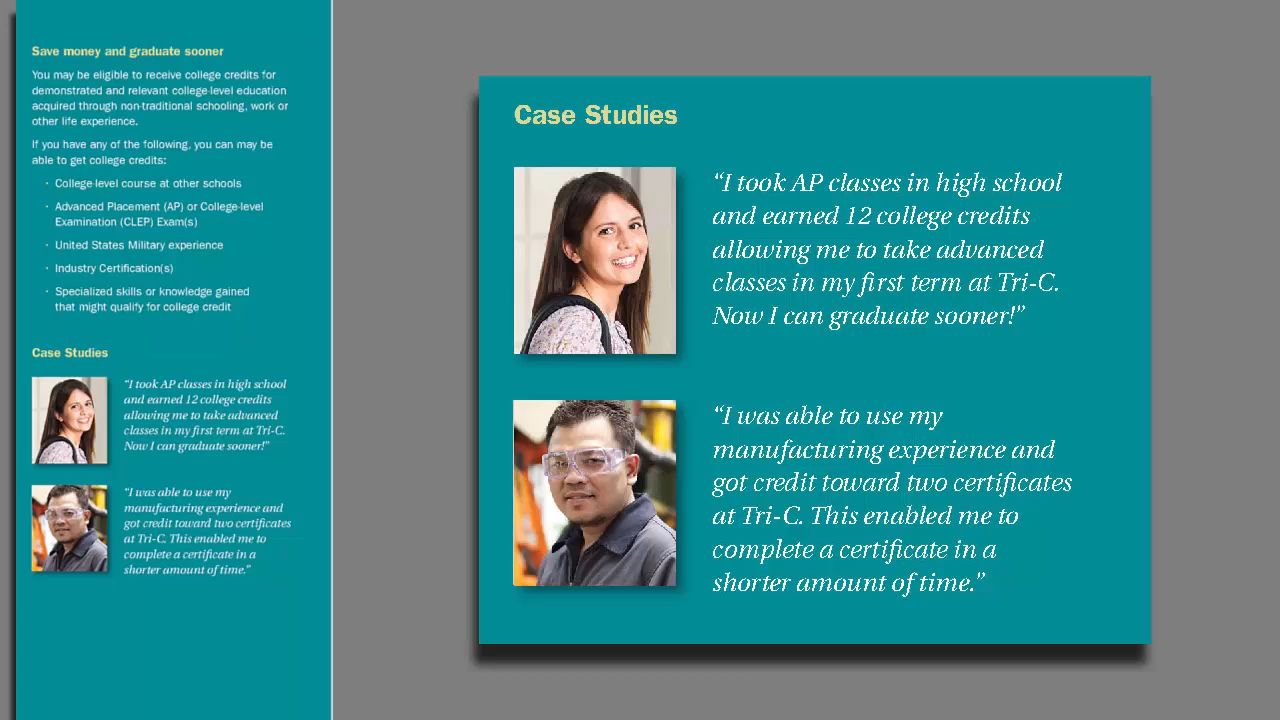 Save money and graduate sooner
You may be eligible to receive college credits for
demonstrated and relevant college-level education
acquired through non-traditional schooling, work or
other life experience.
If you have any of the following, you can may be
able to get college credits:
· College-level course at other schools
· Advanced Placement (AP) or College-level
Examination (CLEP) Exam(s)
· United States Military experience
· Industry Certification(s)
· Specialized skills or knowledge gained
that might qualify for college credit
Case Studies
“I took AP classes in high school
and earned 12 college credits
allowing me to take advanced
classes in my first term at Tri-C.
Now I can graduate sooner!”
“I was able to use my
manufacturing experience and
got credit toward two certificates
at Tri-C. This enabled me to
complete a certificate in a
shorter amount of time.”
Case Studies
“I took AP classes in high school
and earned 12 college credits
allowing me to take advanced
classes in my first term at Tri-C.
Now I can graduate sooner!”
“I was able to use my
manufacturing experience and
got credit toward two certificates
at Tri-C. This enabled me to
complete a certificate in a
shorter amount of time.”